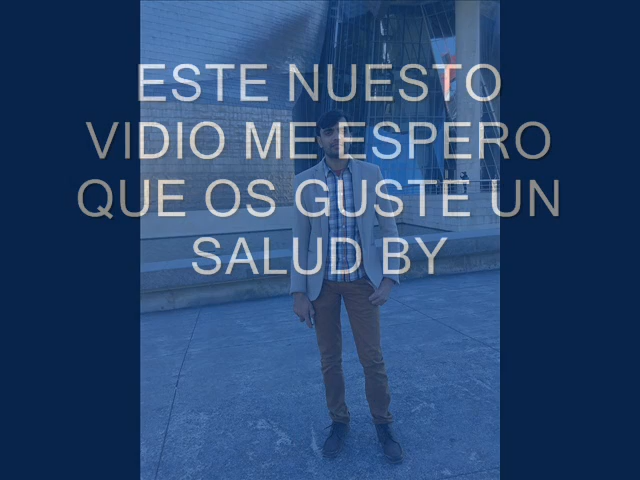 ESTE NUESTO
VIDIO ME ESPERO
QUE OS GUSTE UN
SALUD BY